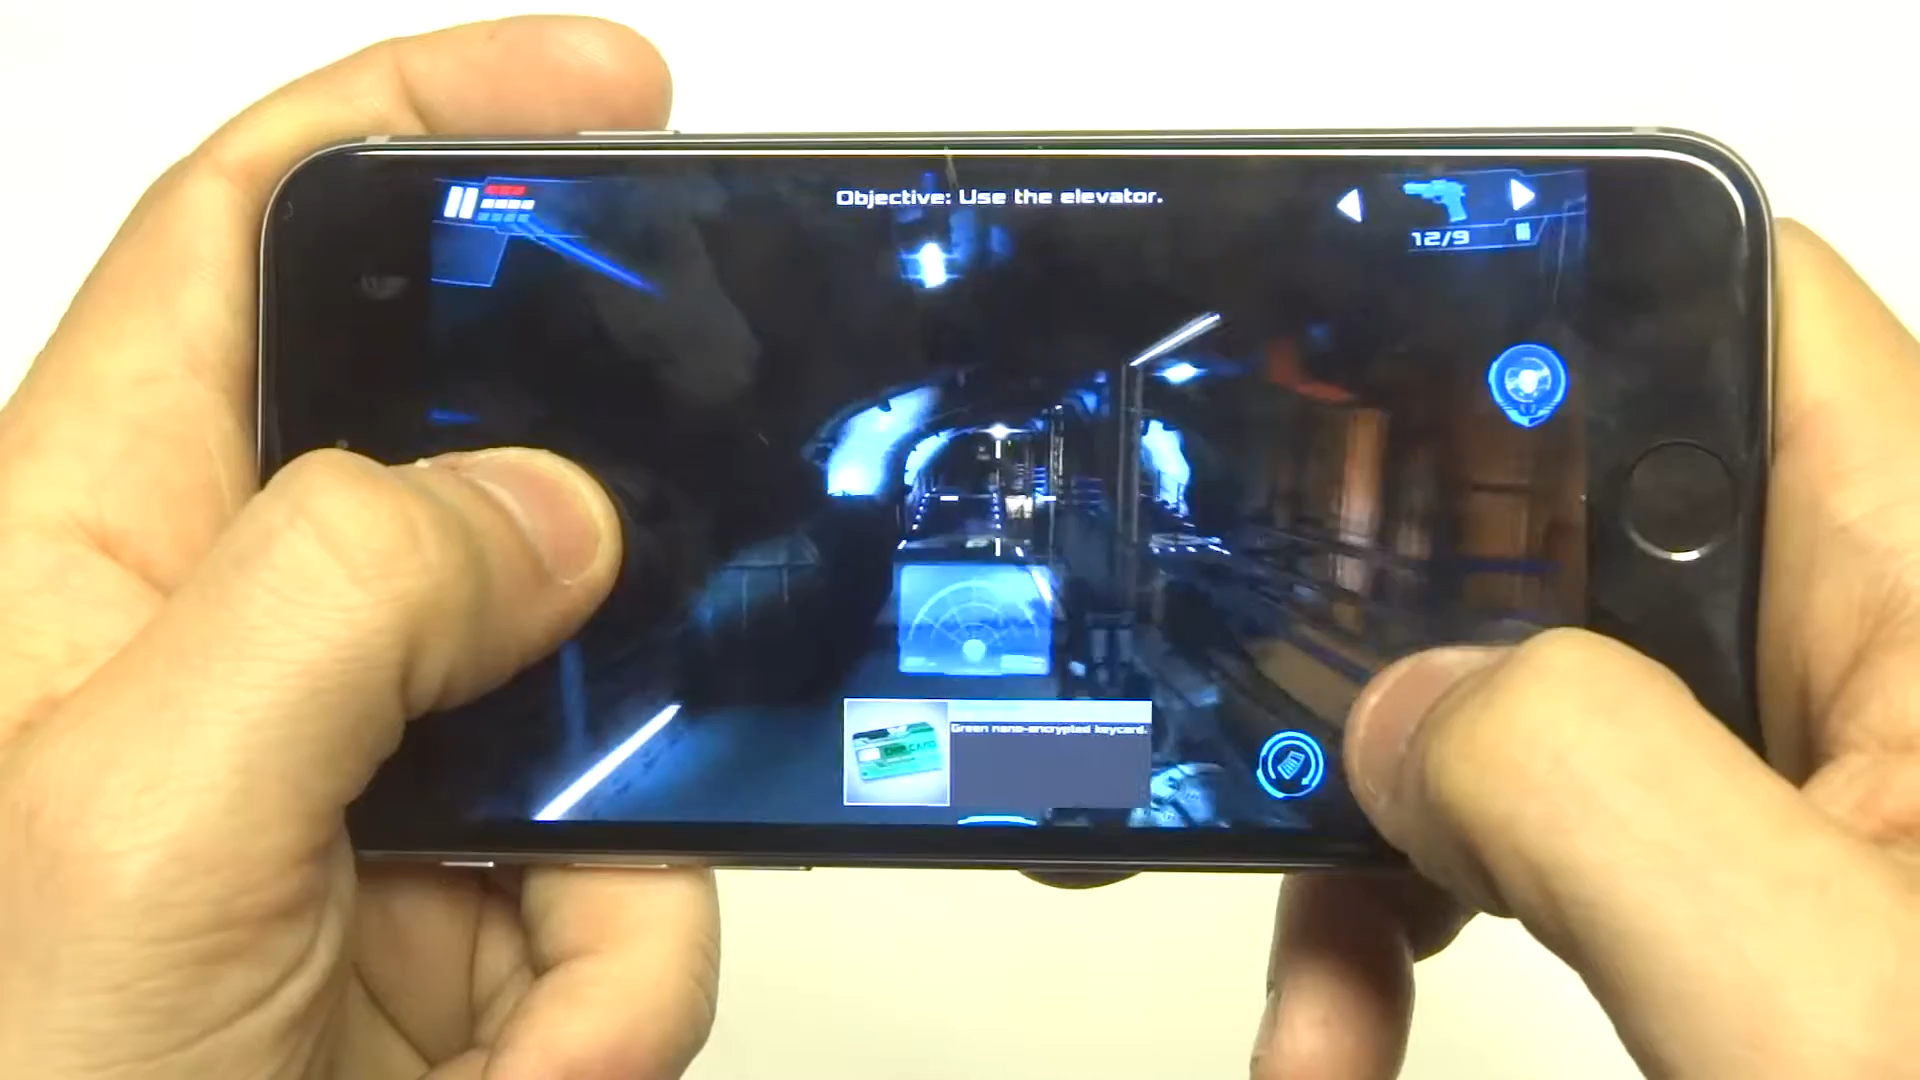 Objective: Use the elevator.
12/9
Green nano-encrypted keycard.